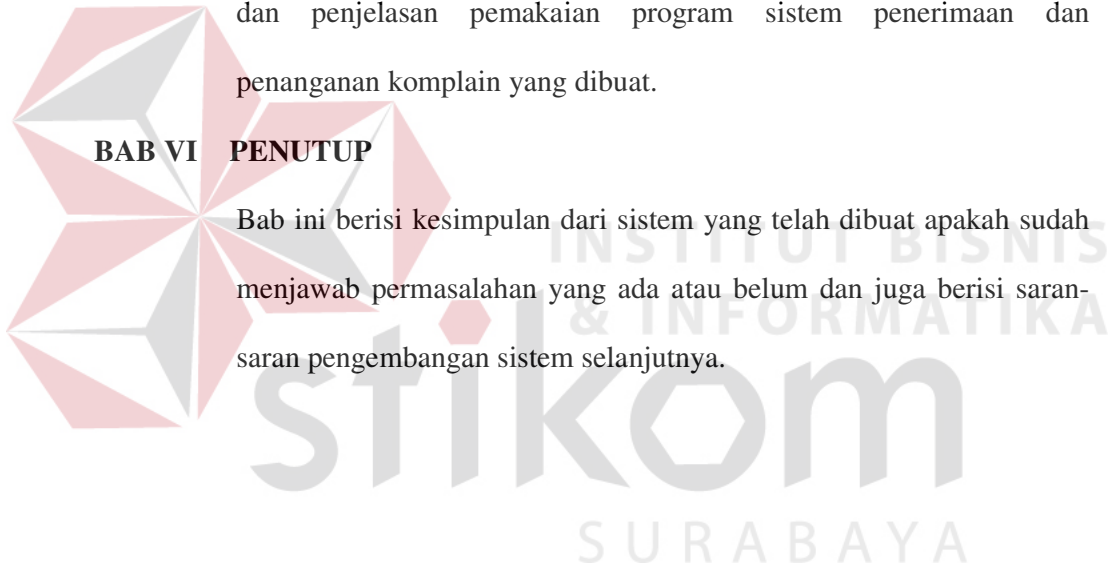 dan penjelasan pemakaian program sistem penerimaan dan
penanganan komplain yang dibuat.
BAB VI PENUTUP
Bab ini berisi kesimpulan dari sistem yang telah dibuat apakah sudah
menjawab permasalahan yang ada atau belum dan juga berisi saran-
saran pengembangan sistem selanjutnya.
INSTITUT BISNIS
& INFORMATIKA
stikom
SURABAYA